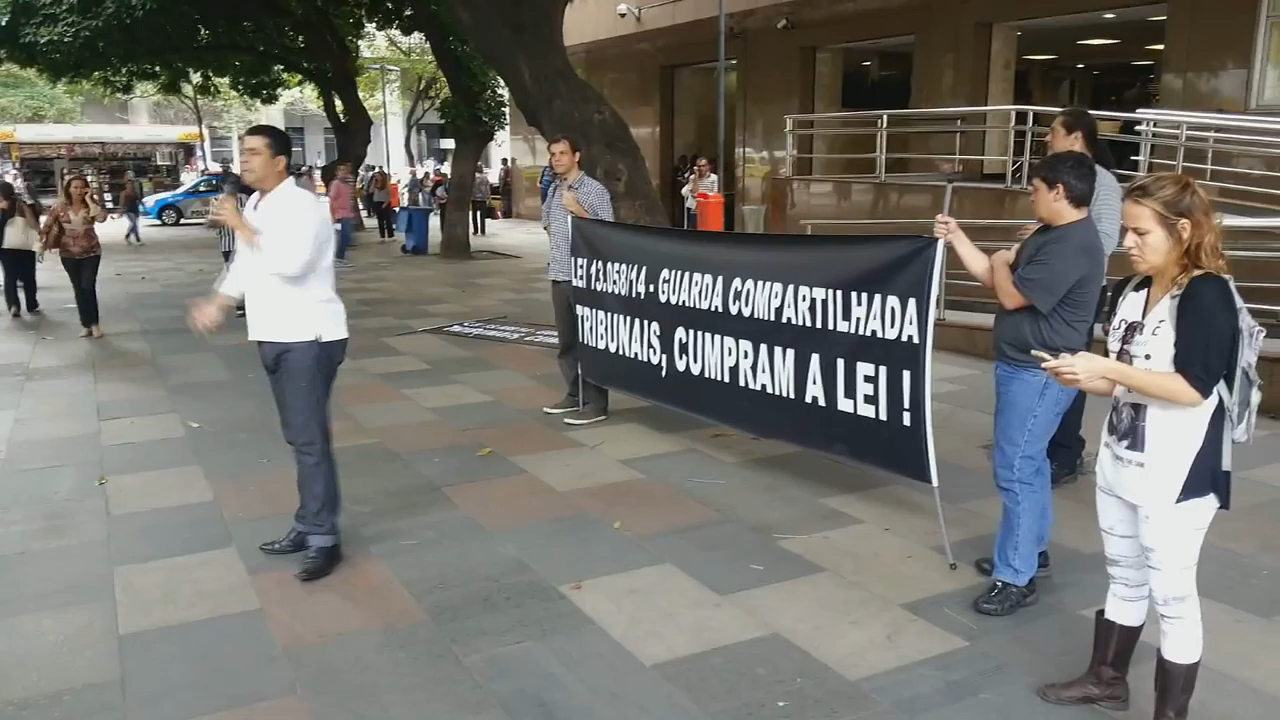 LEI 13.058/14 - GUARDA COMPARTILHADA
TRIBUNAIS, CUMPRAM A LEI !